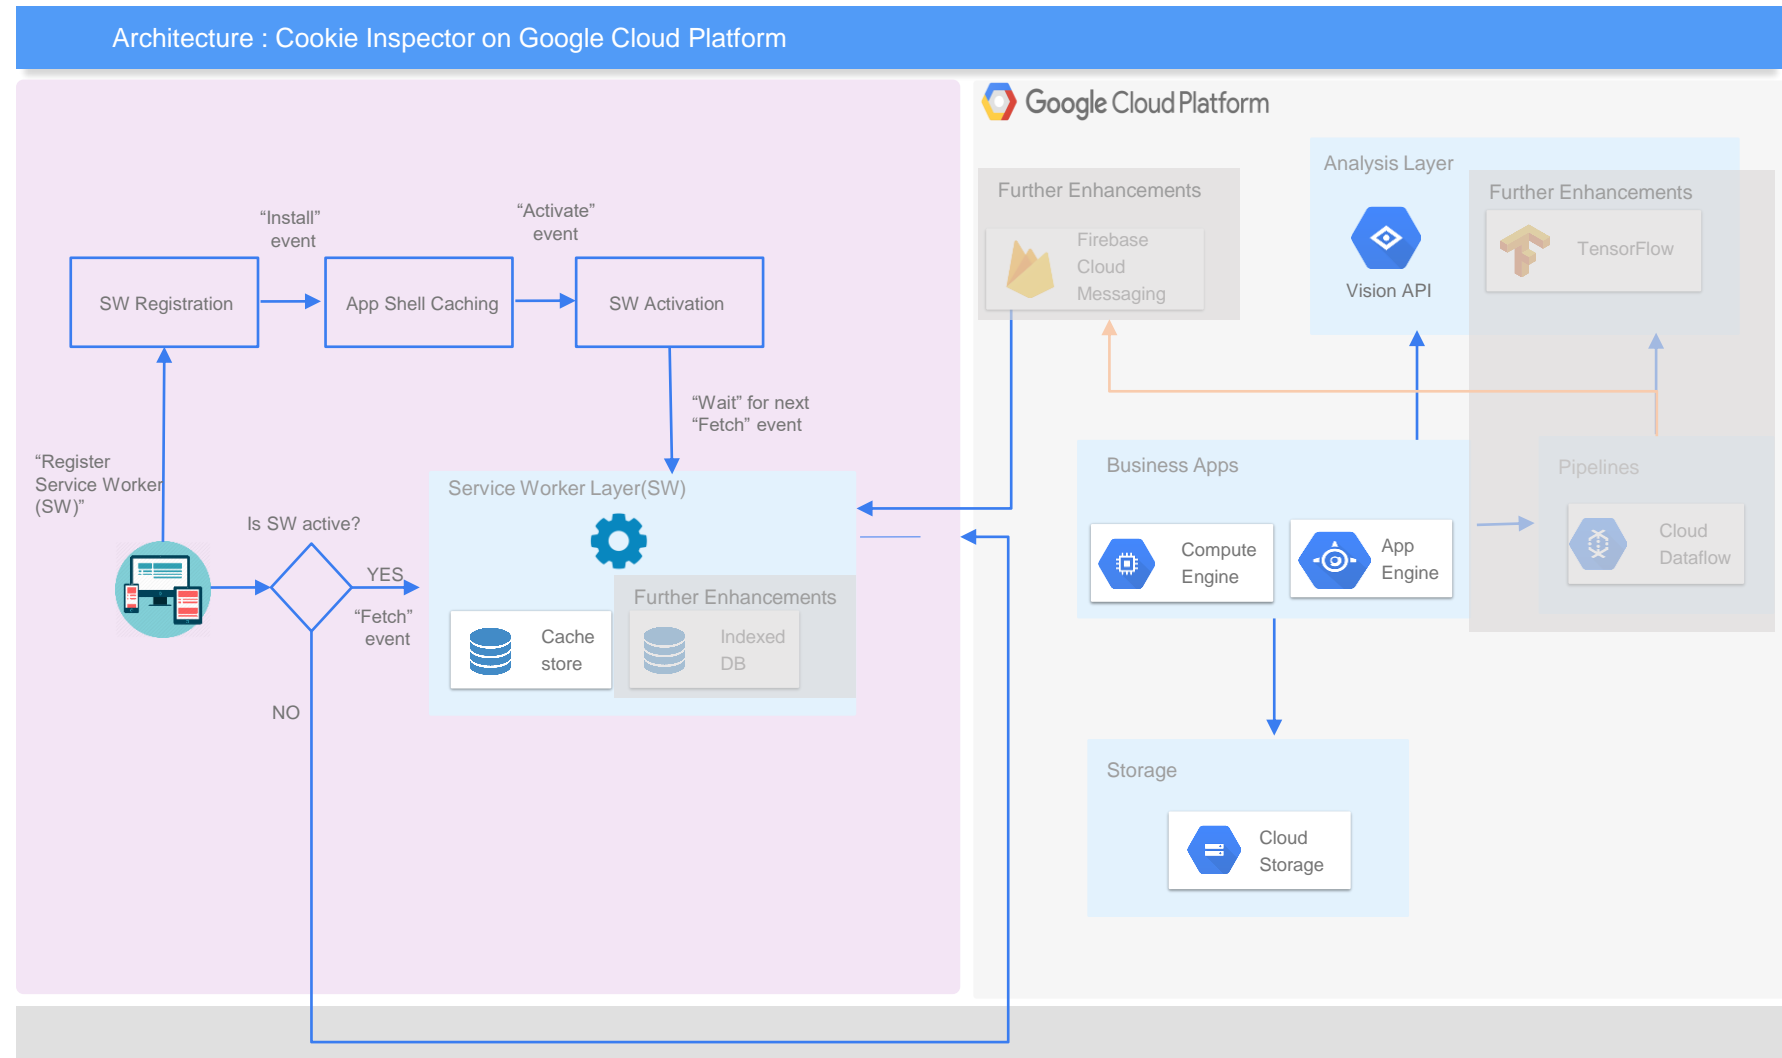 Architecture : Cookie Inspector on Google Cloud Platform
Google Cloud Platform
“Install”
event
“Activate”
event
SW Registration
App Shell Caching
SW Activation
“Wait” for next
“Fetch” event
“Register
Service Worker
(SW)”
Is SW active?
YES
“Fetch”
event
NO
Service Worker Layer(SW)
Cache
store
Further Enhancements
Indexed
DB
Further Enhancements
Firebase
Cloud
Messaging
Analysis Layer
Vision API
Further Enhancements
TensorFlow
Business Apps
Compute
Engine
App
Engine
Pipelines
Cloud
Dataflow
Storage
Cloud
Storage